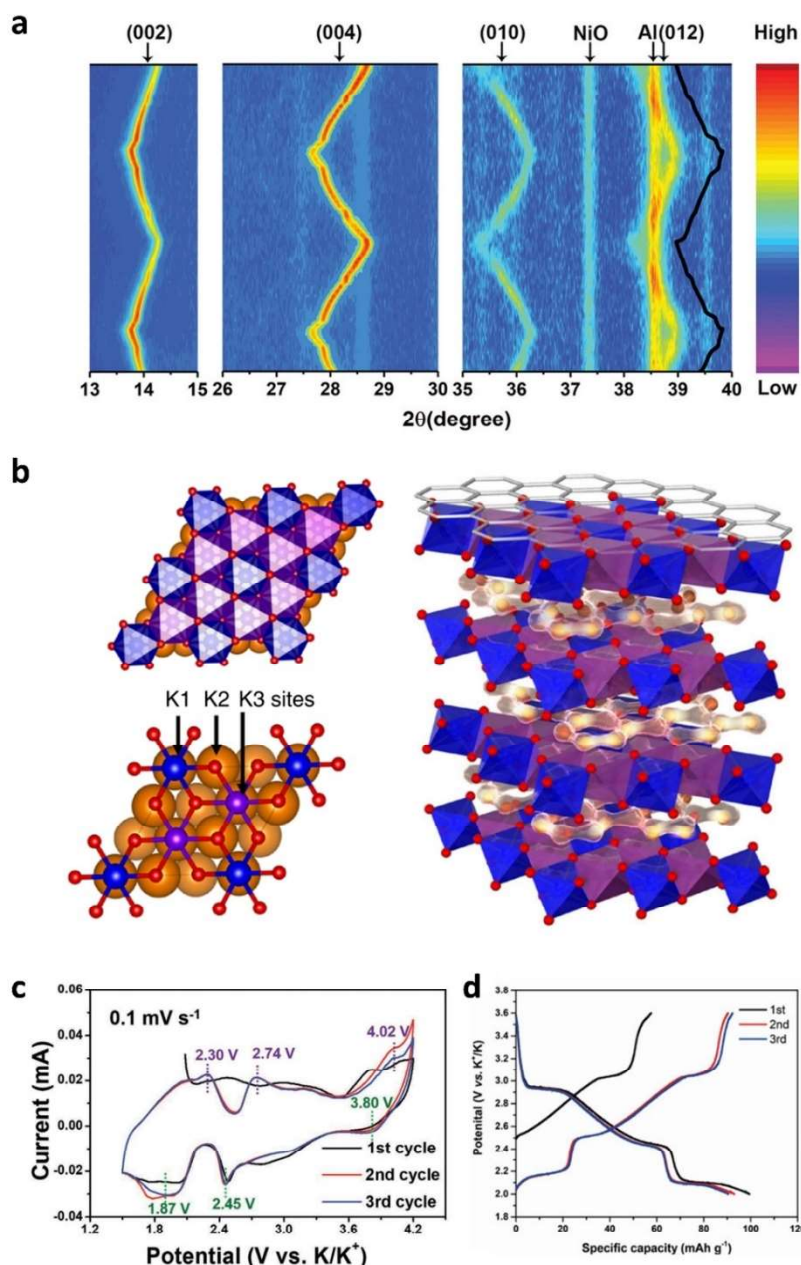 a
(002) (004) (010) NiO Al(012) High
13 14 15 26 27 28 29 30 35 36 37 38 39 40 Low
2θ(degree)
b
K1 K2 K3 sites
c
0.06
0.04
0.02
0.00
-0.02
-0.04
Current (mA)
0.1 mV s⁻¹
4.02 V
2.30 V 2.74 V
3.80 V
1st cycle
2nd cycle
3rd cycle
1.87 V 2.45 V
1.2 1.8 2.4 3.0 3.6 4.2
Potential (V vs. K/K⁺)
d
3.8
3.6
3.4
3.2
3.0
2.8
2.6
2.4
2.2
2.0
1.8
Potenital (V vs.K⁺/K)
1st
2nd
3rd
0 20 40 60 80 100 120
Specific capacity (mAh g⁻¹)